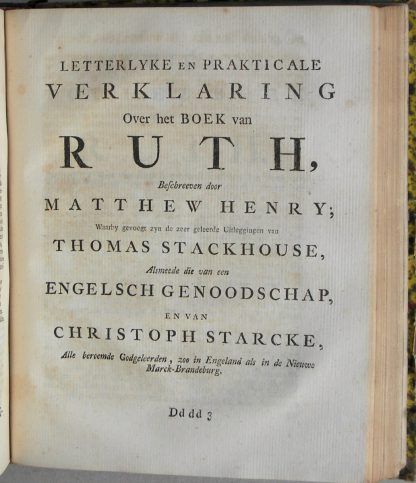 LETTERLYKE EN PRAKTICALE
VERKLARING
Over het BOEK van
RUTH,
Beschreeven door
MATTHEW HENRY;
Waarby gevoegt zyn de zeer geleerde Uitleggingen van
THOMAS STACKHOUSE,
Alsmeede die van een
ENGELSCH GENOODSCHAP,
EN VAN
CHRISTOPH STARCKE,
Alle beroemde Godgeleerden, zoo in Engeland als in de Nieuwe
Marck-Brandeburg.
Dd dd 3